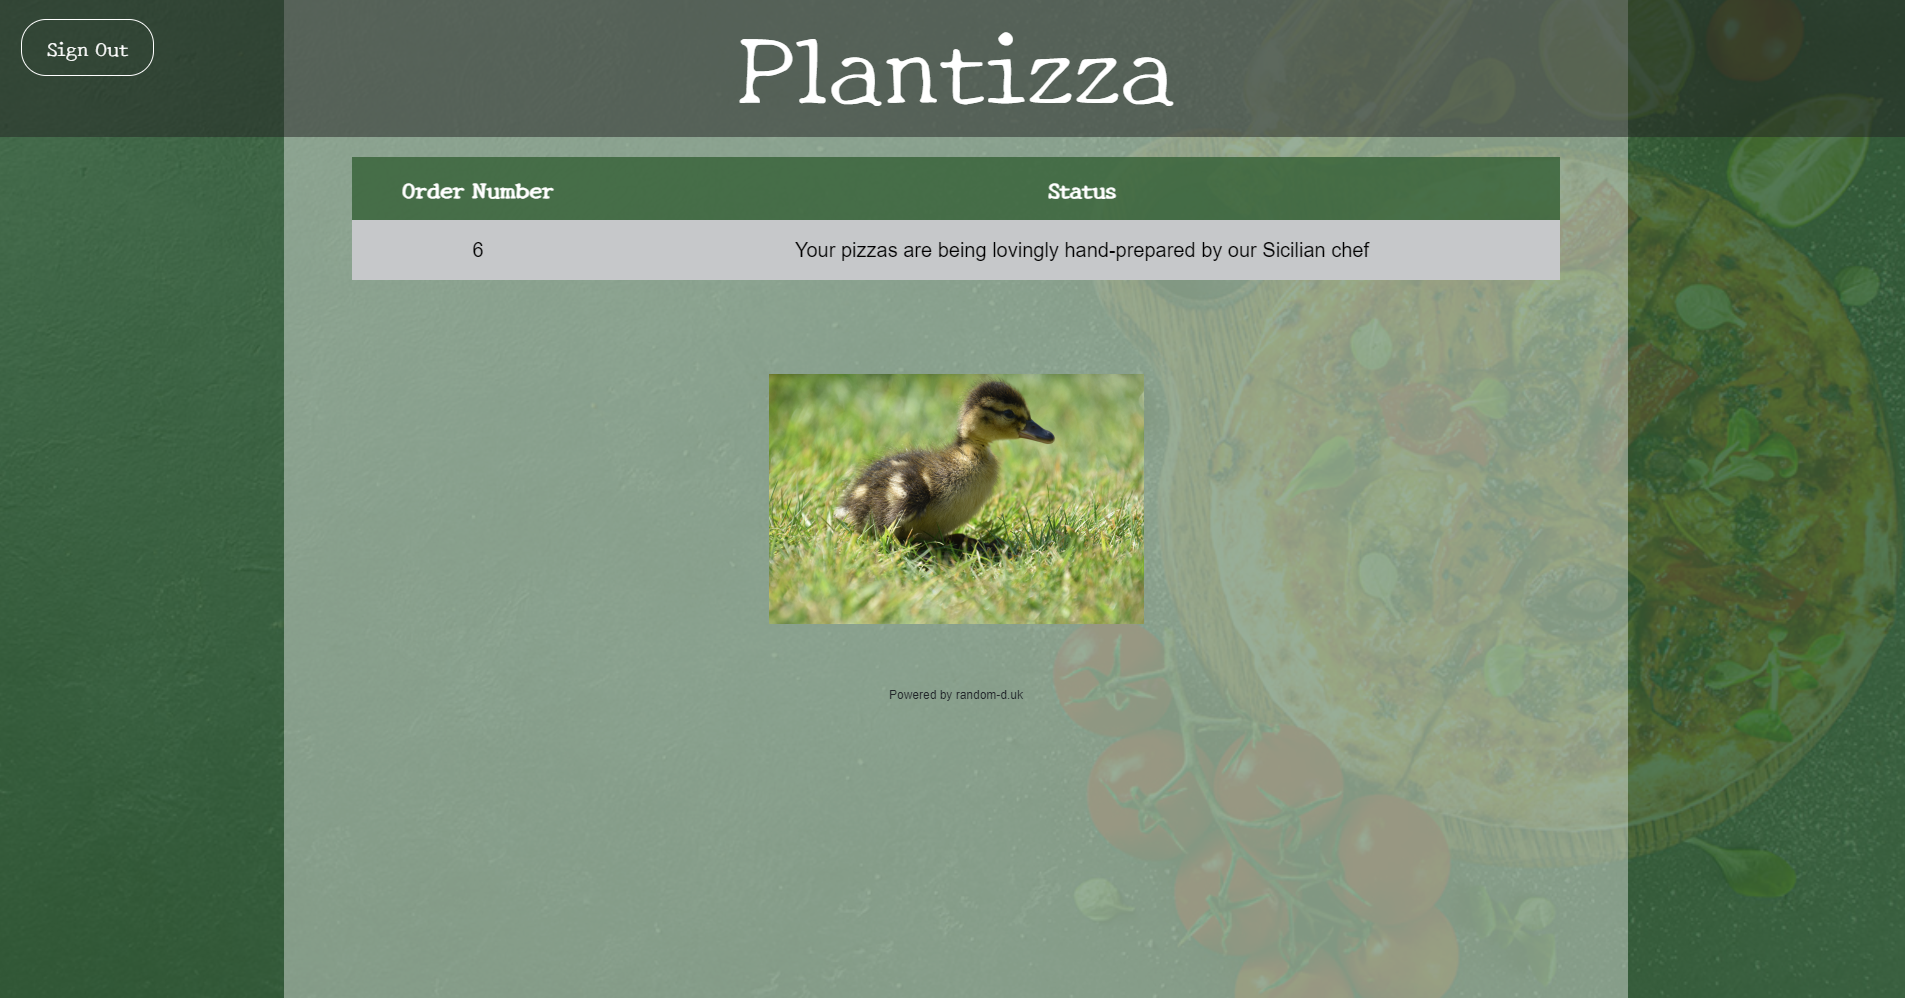 Sign Out
Plantizza
Order Number Status
6 Your pizzas are being lovingly hand-prepared by our Sicilian chef
Powered by random-d.uk